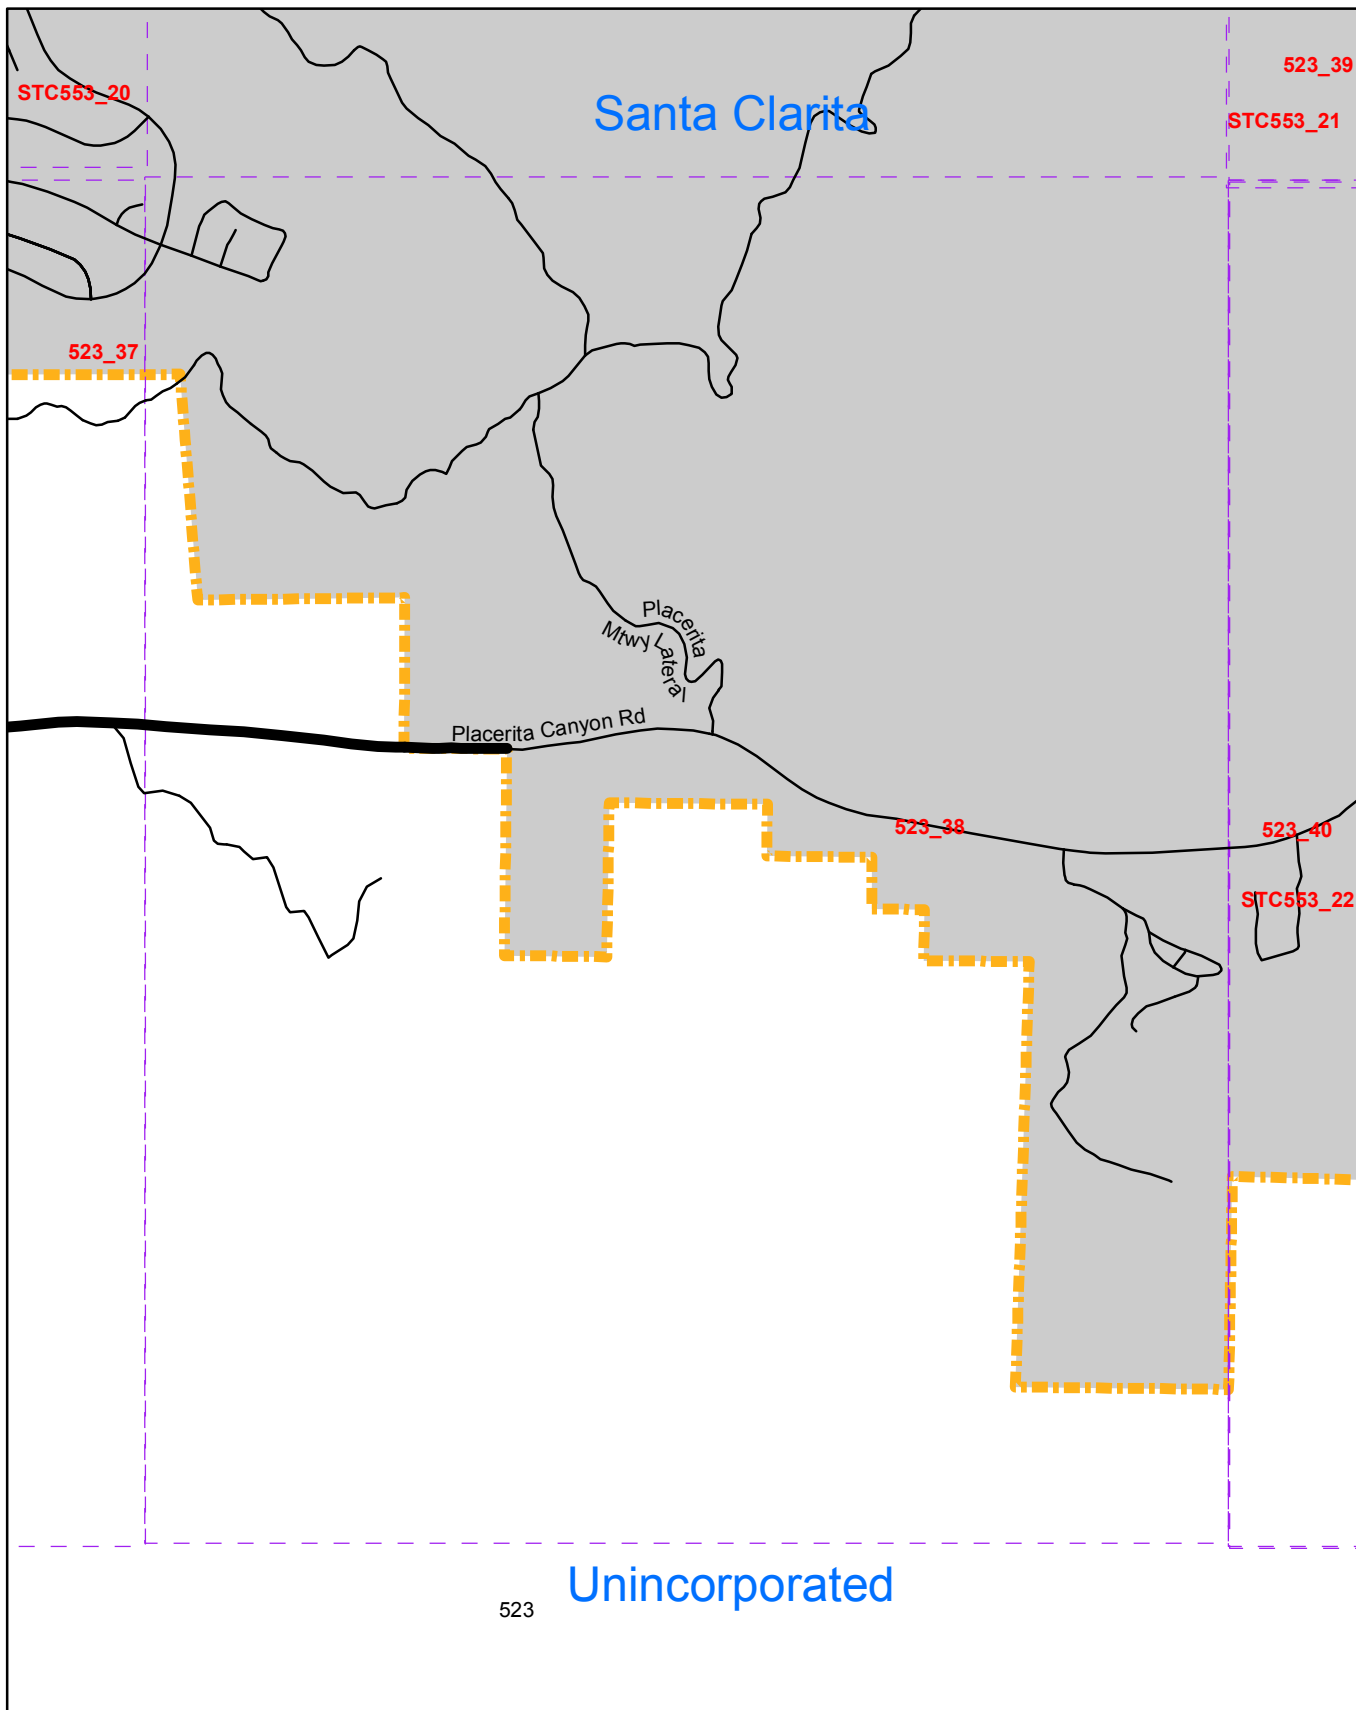 523_39
STC553_20
Santa Clarita
STC553_21
523_37
Placerita
Mtwy Lateral
Placerita Canyon Rd
523_38
523_40
STC553_22
Unincorporated
523